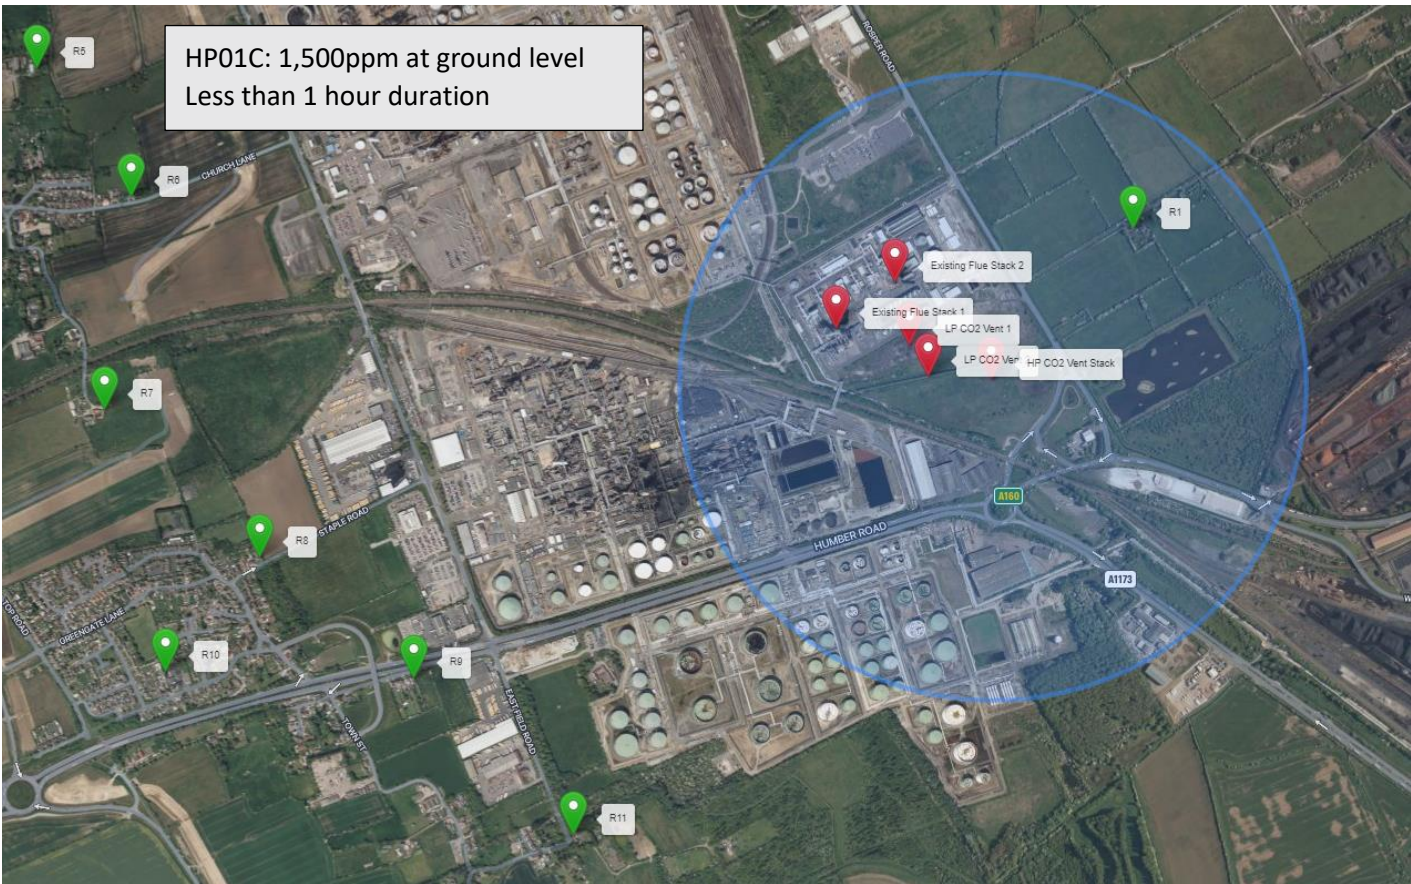 HP01C: 1,500ppm at ground level
Less than 1 hour duration
R5
ROSPER ROAD
CHURCH LANE
R6
R1
Existing Flue Stack 2
Existing Flue Stack 1
LP CO2 Vent 1
LP CO2 Ven
HP CO2 Vent Stack
R7
A160
STAPLE ROAD
R8
HUMBER ROAD
A1173
W
TOP ROAD
GREENGATE LANE
R10
R9
EAST FIELD ROAD
TOWN ST
R11